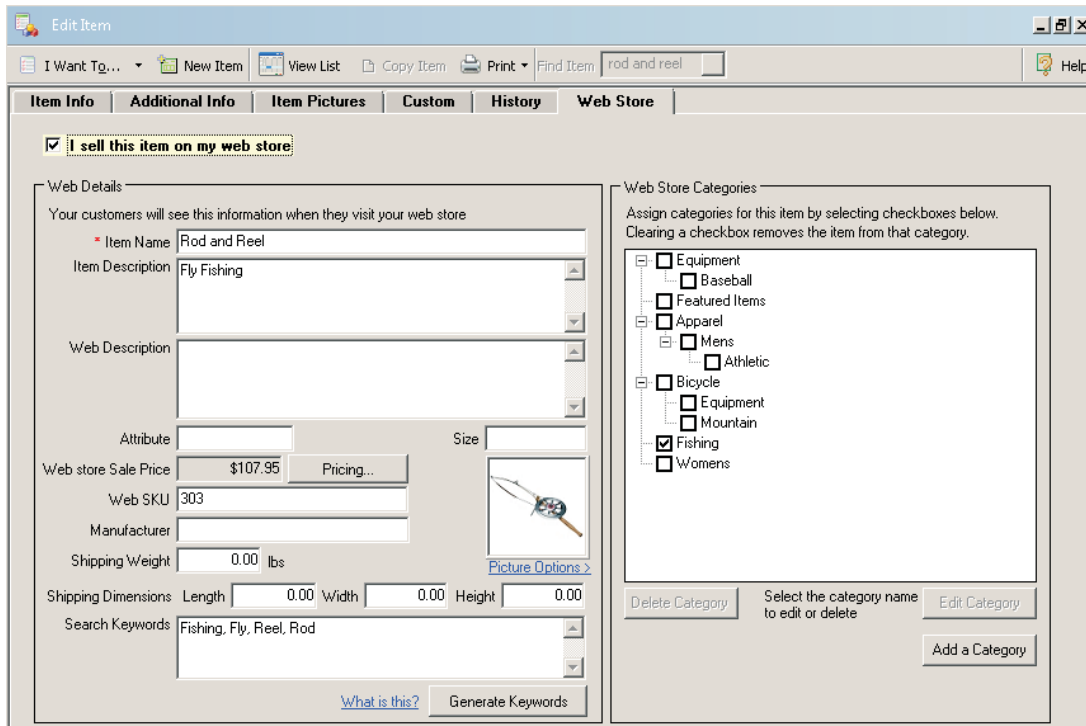 Edit Item
I Want To... New Item View List Copy Item Print Find Item rod and reel Help
Item Info Additional Info Item Pictures Custom History Web Store
I sell this item on my web store
Web Details
Your customers will see this information when they visit your web store
* Item Name Rod and Reel
Item Description Fly Fishing
Web Description
Attribute Size
Web store Sale Price $107.95 Pricing...
Web SKU 303
Manufacturer
Shipping Weight 0.00 lbs
Picture Options >
Shipping Dimensions Length 0.00 Width 0.00 Height 0.00
Search Keywords Fishing, Fly, Reel, Rod
What is this? Generate Keywords
Web Store Categories
Assign categories for this item by selecting checkboxes below.
Clearing a checkbox removes the item from that category.
Equipment
Baseball
Featured Items
Apparel
Mens
Athletic
Bicycle
Equipment
Mountain
Fishing
Womens
Delete Category
Select the category name
to edit or delete
Edit Category
Add a Category